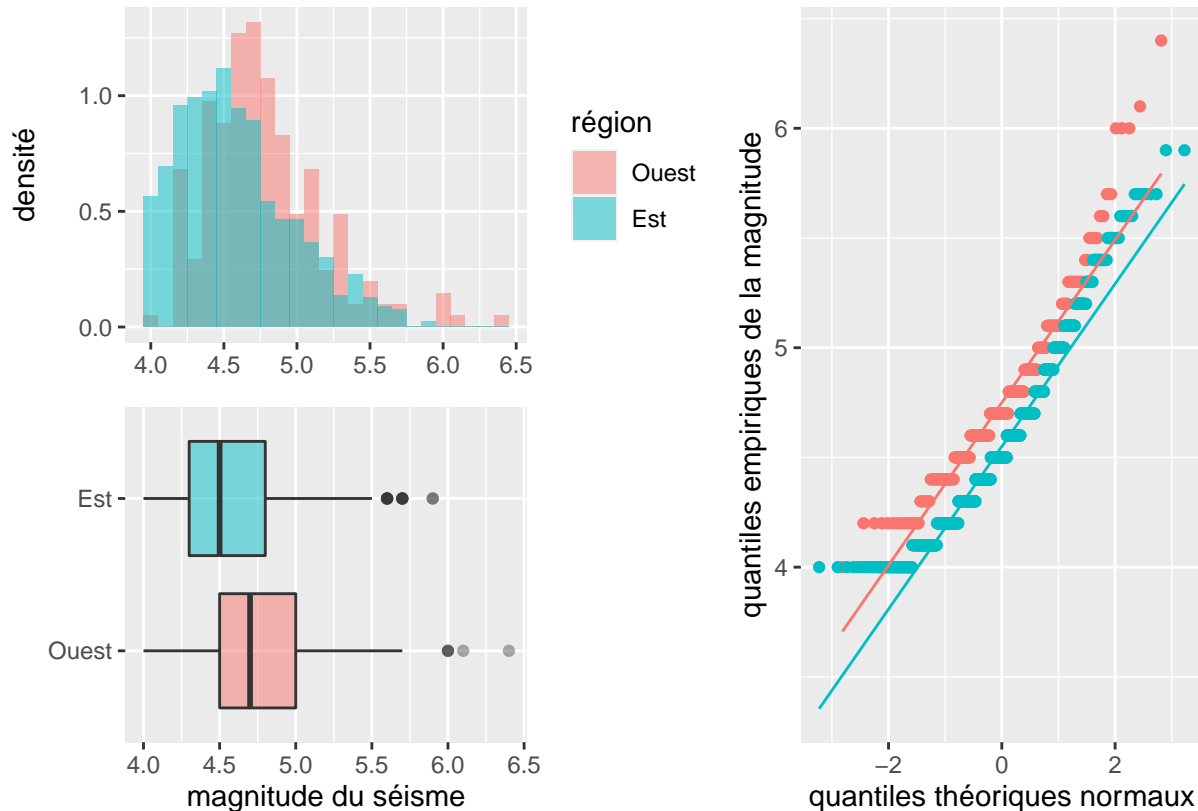 densité
1.0
0.5
0.0
4.0 4.5 5.0 5.5 6.0 6.5
région
Ouest
Est
Est
Ouest
4.0 4.5 5.0 5.5 6.0 6.5
magnitude du séisme
quantiles empiriques de la magnitude
6
5
4
−2 0 2
quantiles théoriques normaux